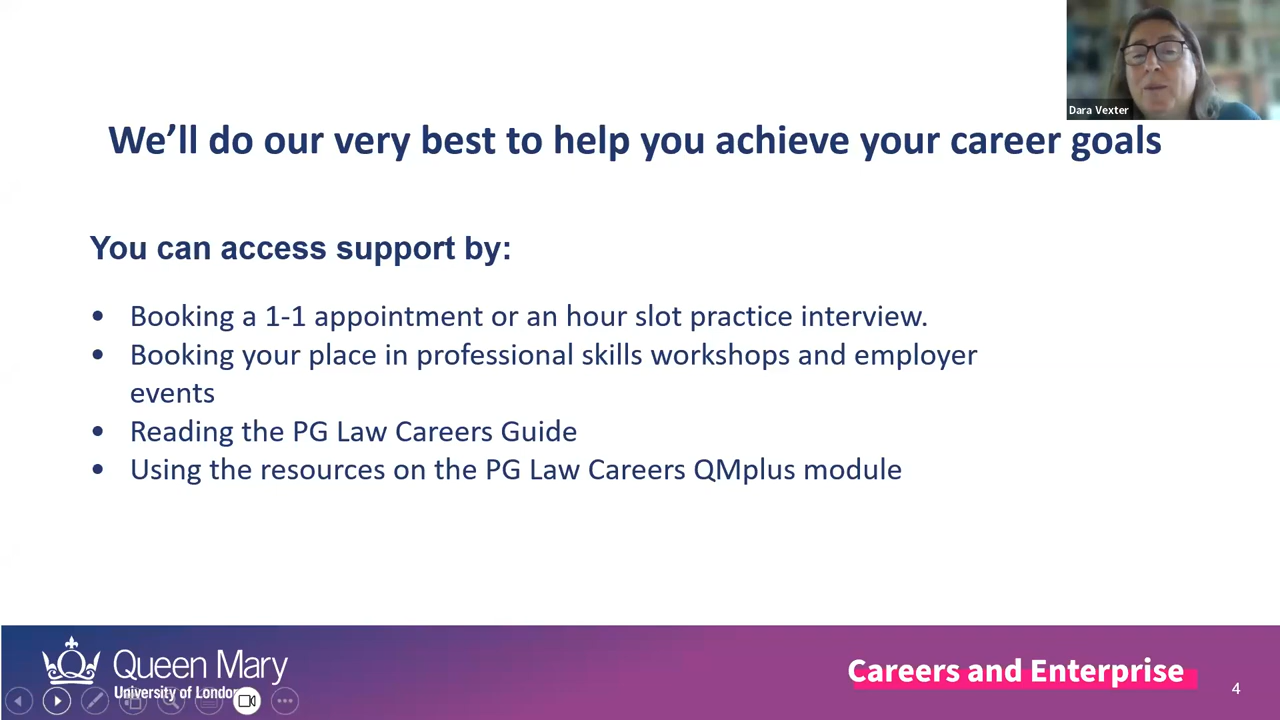 Dara Vexter
We'll do our very best to help you achieve your career goals
You can access support by:
• Booking a 1-1 appointment or an hour slot practice interview.
• Booking your place in professional skills workshops and employer
events
• Reading the PG Law Careers Guide
• Using the resources on the PG Law Careers QMplus module
Queen Mary
University of London
Careers and Enterprise
4